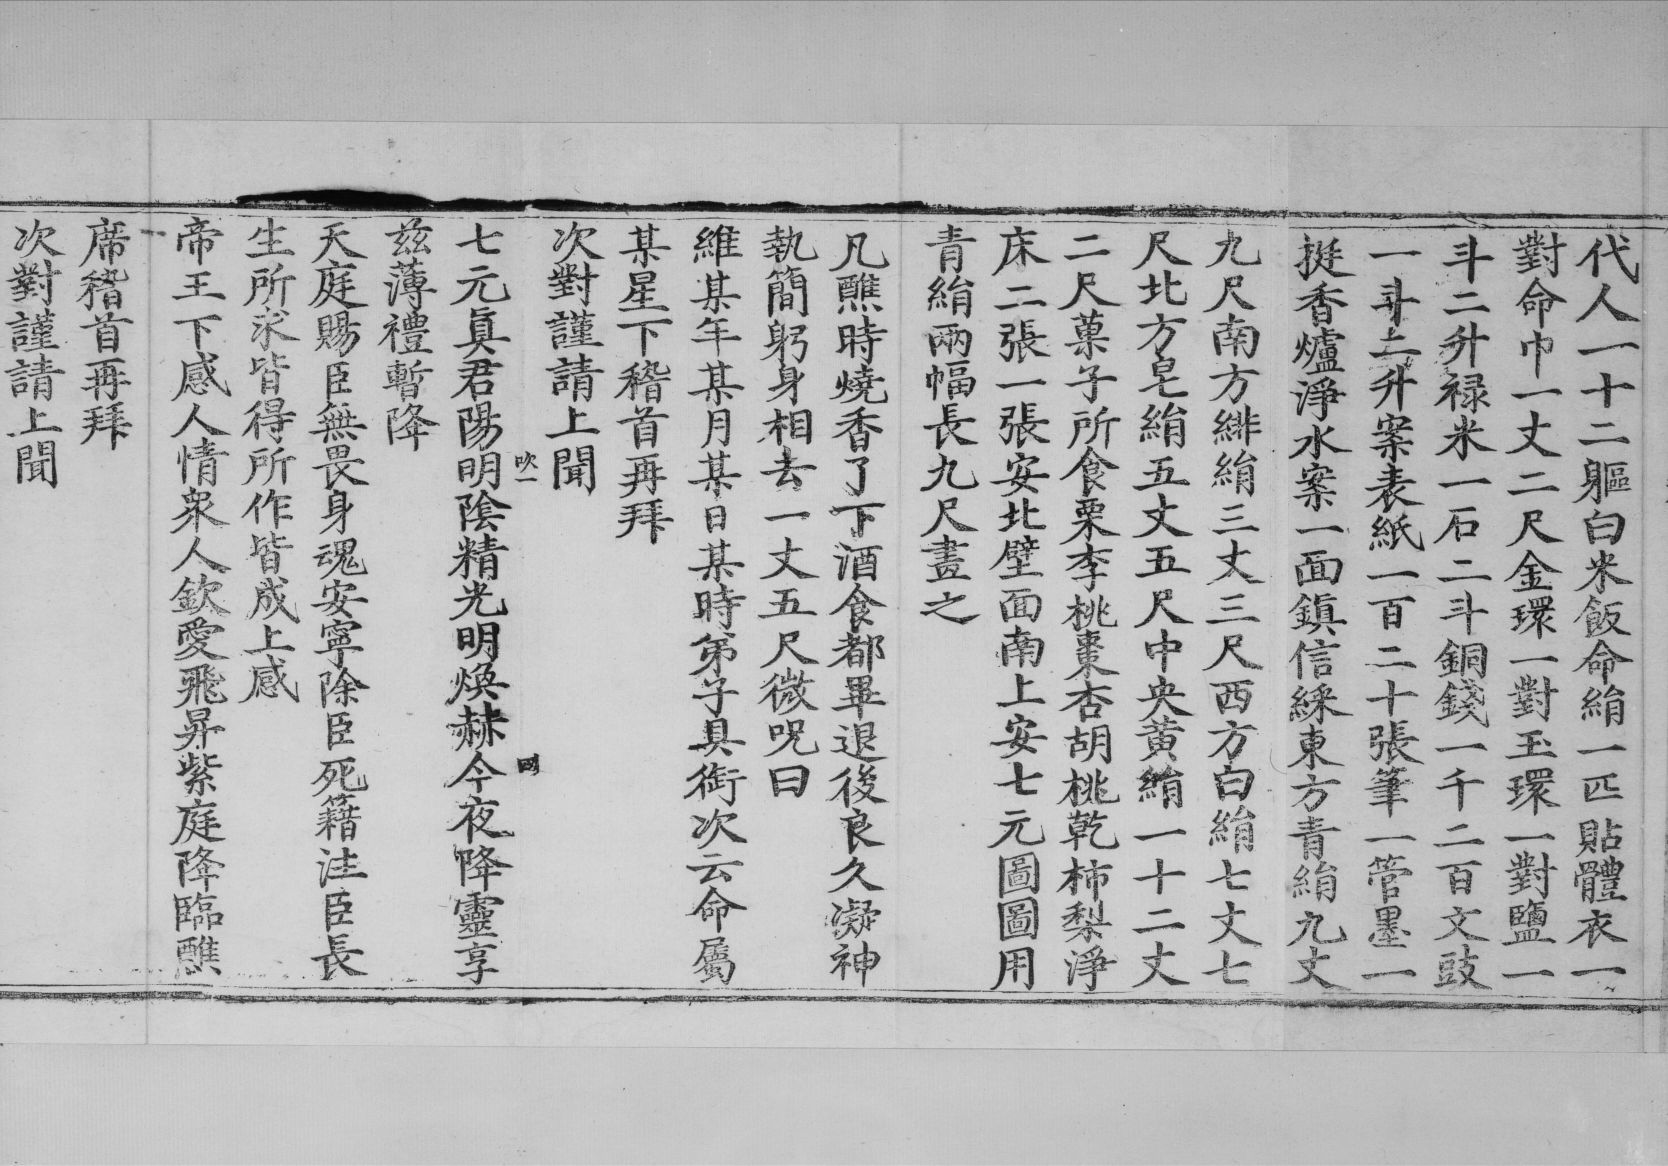 代人一十二軀白米飯命絹一匹貼體衣一
對命巾一丈二尺金環一對玉環一對鹽一
斗二升禄米一石二斗銅錢一千二百文豉
一斗二升案表紙一百二十張筆一管墨一
挺香爐淨水案一面鎮信綵東方青絹九丈
九尺南方緋絹三丈三尺西方白絹七丈七
尺北方皂絹五丈五尺中央黃絹一十二丈
二尺菓子所食栗李桃棗杏胡桃乾柿梨淨
床二張一張安北壁面南上安七元圖圖用
青絹兩幅長九尺畫之
凡醮時燒香了下酒食都畢退後良久凝神
執簡躬身相去一丈五尺微呪曰
維某年某月某日某時弟子具銜次云命屬
某星下稽首再拜
次對謹請上聞
七元真君陽明陰精光明煥赫今夜降靈享
茲薄禮暫降
天庭賜臣無畏身魂安寧除臣死籍注臣長
生所求皆得所作皆成上感
帝王下感人情衆人欽愛飛昇紫庭降臨醮
席稽首再拜
次對謹請上聞